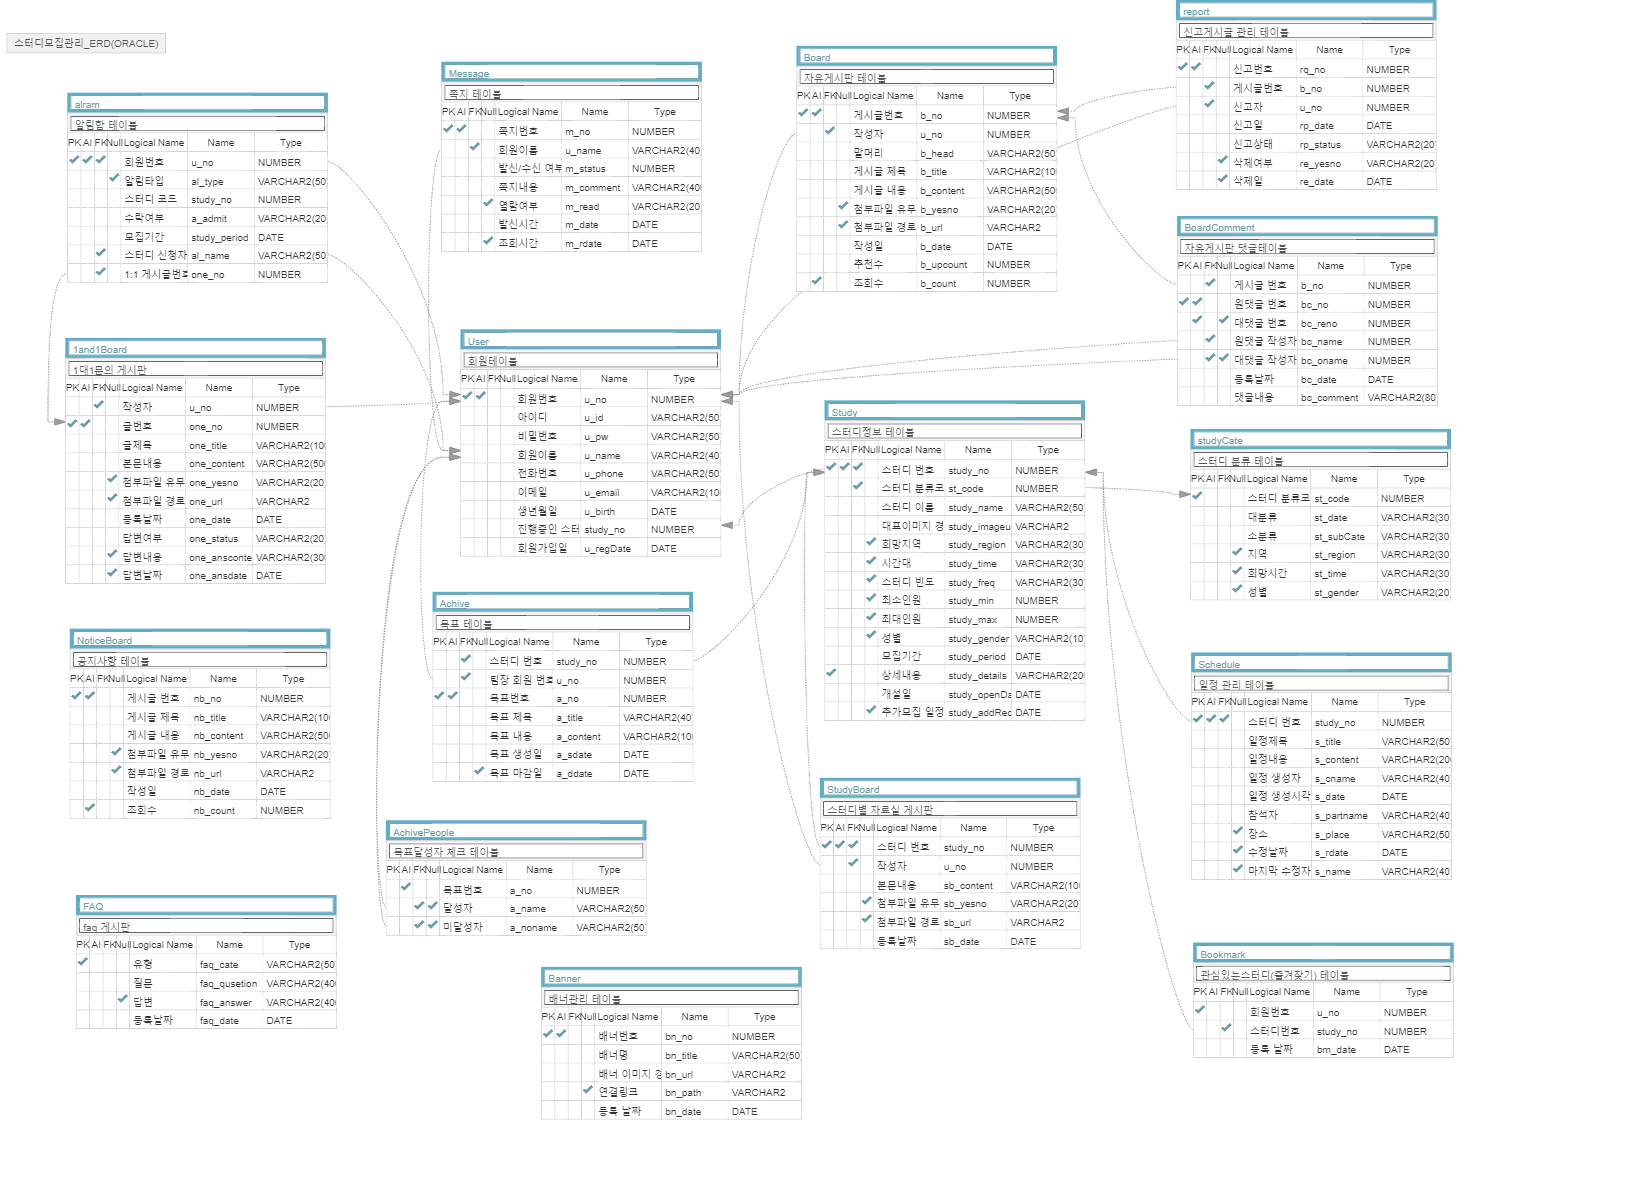 스터디모집관리_ERD(ORACLE)
alram
알림함 테이블
PK AI FK Null Logical Name Name Type
회원번호 u_no NUMBER
알림타입 al_type VARCHAR2(50
스터디 코드 study_no NUMBER
수락여부 a_admit VARCHAR2(20
모집기간 study_period DATE
스터디 신청자 al_name VARCHAR2(50
1:1 게시글번호 one_no NUMBER
1and1Board
1대1문의 게시판
PK AI FK Null Logical Name Name Type
작성자 u_no NUMBER
글번호 one_no NUMBER
글제목 one_title VARCHAR2(10
본문내용 one_content VARCHAR2(50
첨부파일 유무 one_yesno VARCHAR2(20
첨부파일 경로 one_url VARCHAR2
등록날짜 one_date DATE
답변여부 one_status VARCHAR2(20
답변내용 one_ansconte VARCHAR2(30
답변날짜 one_ansdate DATE
NoticeBoard
공지사항 테이블
PK AI FK Null Logical Name Name Type
게시글 번호 nb_no NUMBER
게시글 제목 nb_title VARCHAR2(10
게시글 내용 nb_content VARCHAR2(50
첨부파일 유무 nb_yesno VARCHAR2(20
첨부파일 경로 nb_url VARCHAR2
작성일 nb_date DATE
조회수 nb_count NUMBER
FAQ
faq 게시판
PK AI FK Null Logical Name Name Type
유형 faq_cate VARCHAR2(50
질문 faq_qusetion VARCHAR2(40
답변 faq_answer VARCHAR2(40
등록날짜 faq_date DATE
Message
쪽지 테이블
PK AI FK Null Logical Name Name Type
쪽지번호 m_no NUMBER
회원이름 u_name VARCHAR2(40
발신/수신 여부 m_status NUMBER
쪽지내용 m_comment VARCHAR2(40
열람여부 m_read VARCHAR2(20
발신시간 m_date DATE
조회시간 m_rdate DATE
User
회원테이블
PK AI FK Null Logical Name Name Type
회원번호 u_no NUMBER
아이디 u_id VARCHAR2(50
비밀번호 u_pw VARCHAR2(50
회원이름 u_name VARCHAR2(40
전화번호 u_phone VARCHAR2(50
이메일 u_email VARCHAR2(10
생년월일 u_birth DATE
진행중인 스터 study_no NUMBER
회원가입일 u_regDate DATE
Achive
목표 테이블
PK AI FK Null Logical Name Name Type
스터디 번호 study_no NUMBER
팀장 회원 번호 u_no NUMBER
목표번호 a_no NUMBER
목표 제목 a_title VARCHAR2(40
목표 내용 a_content VARCHAR2(10
목표 생성일 a_sdate DATE
목표 마감일 a_ddate DATE
AchivePeople
목표달성자 체크 테이블
PK AI FK Null Logical Name Name Type
목표번호 a_no NUMBER
달성자 a_name VARCHAR2(50
미달성자 a_noname VARCHAR2(50
Banner
배너관리 테이블
PK AI FK Null Logical Name Name Type
배너번호 bn_no NUMBER
배너명 bn_title VARCHAR2(50
배너 이미지 경 bn_url VARCHAR2
연결링크 bn_path VARCHAR2
등록 날짜 bn_date DATE
Board
자유게시판 테이블
PK AI FK Null Logical Name Name Type
게시글번호 b_no NUMBER
작성자 u_no NUMBER
말머리 b_head VARCHAR2(50
게시글 제목 b_title VARCHAR2(10
게시글 내용 b_content VARCHAR2(50
첨부파일 유무 b_yesno VARCHAR2(20
첨부파일 경로 b_url VARCHAR2
작성일 b_date DATE
추천수 b_upcount NUMBER
조회수 b_count NUMBER
Study
스터디정보 테이블
PK AI FK Null Logical Name Name Type
스터디 번호 study_no NUMBER
스터디 분류코 st_code NUMBER
스터디 이름 study_name VARCHAR2(50
대표이미지 경 study_imageu VARCHAR2
희망지역 study_region VARCHAR2(30
시간대 study_time VARCHAR2(30
스터디 빈도 study_freq VARCHAR2(30
최소인원 study_min NUMBER
최대인원 study_max NUMBER
성별 study_gender VARCHAR2(10
모집기간 study_period DATE
상세내용 study_details VARCHAR2(20
개설일 study_openDa DATE
추가모집 일정 study_addRec DATE
StudyBoard
스터디별 자료실 게시판
PK AI FK Null Logical Name Name Type
스터디 번호 study_no NUMBER
작성자 u_no NUMBER
본문내용 sb_content VARCHAR2(10
첨부파일 유무 sb_yesno VARCHAR2(20
첨부파일 경로 sb_url VARCHAR2
등록날짜 sb_date DATE
report
신고게시글 관리 테이블
PK AI FK Null Logical Name Name Type
신고번호 rq_no NUMBER
게시글번호 b_no NUMBER
신고자 u_no NUMBER
신고일 rp_date DATE
신고상태 rp_status VARCHAR2(20
삭제여부 re_yesno VARCHAR2(20
삭제일 re_date DATE
BoardComment
자유게시판 댓글테이블
PK AI FK Null Logical Name Name Type
게시글 번호 b_no NUMBER
원댓글 번호 bc_no NUMBER
대댓글 번호 bc_reno NUMBER
원댓글 작성자 bc_name NUMBER
대댓글 작성자 bc_oname NUMBER
등록날짜 bc_date DATE
댓글내용 bc_comment VARCHAR2(80
studyCate
스터디 분류 테이블
PK AI FK Null Logical Name Name Type
스터디 분류코 st_code NUMBER
대분류 st_date VARCHAR2(30
소분류 st_subCate VARCHAR2(30
지역 st_region VARCHAR2(30
희망시간 st_time VARCHAR2(30
성별 st_gender VARCHAR2(20
Schedule
일정 관리 테이블
PK AI FK Null Logical Name Name Type
스터디 번호 study_no NUMBER
일정제목 s_title VARCHAR2(50
일정내용 s_content VARCHAR2(20
일정 생성자 s_cname VARCHAR2(40
일정 생성시각 s_date DATE
참석자 s_partname VARCHAR2(40
장소 s_place VARCHAR2(50
수정날짜 s_rdate DATE
마지막 수정자 s_name VARCHAR2(40
Bookmark
관심있는스터디(즐겨찾기) 테이블
PK AI FK Null Logical Name Name Type
회원번호 u_no NUMBER
스터디번호 study_no NUMBER
등록 날짜 bm_date DATE